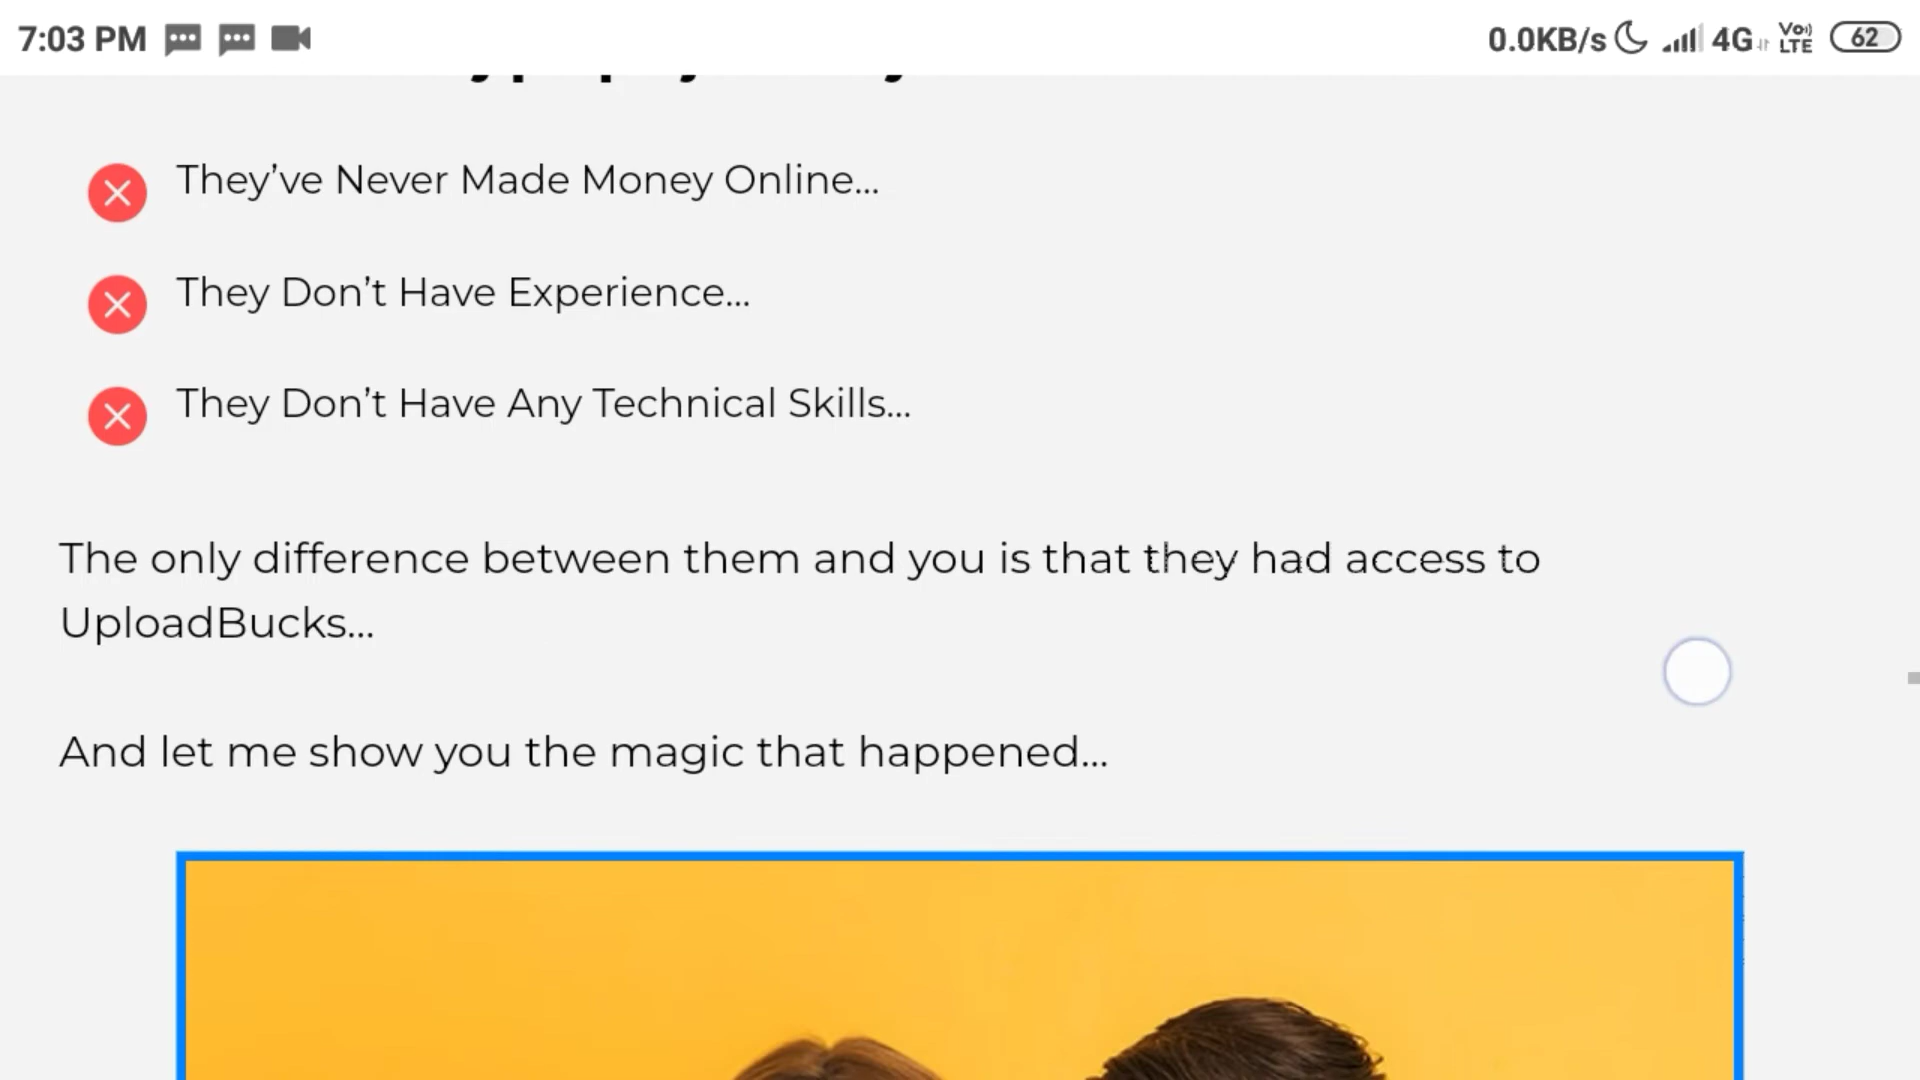 7:03 PM
0.0KB/s 4G Vo) LTE 62
They’ve Never Made Money Online...
They Don’t Have Experience...
They Don’t Have Any Technical Skills...
The only difference between them and you is that they had access to
UploadBucks...
And let me show you the magic that happened...